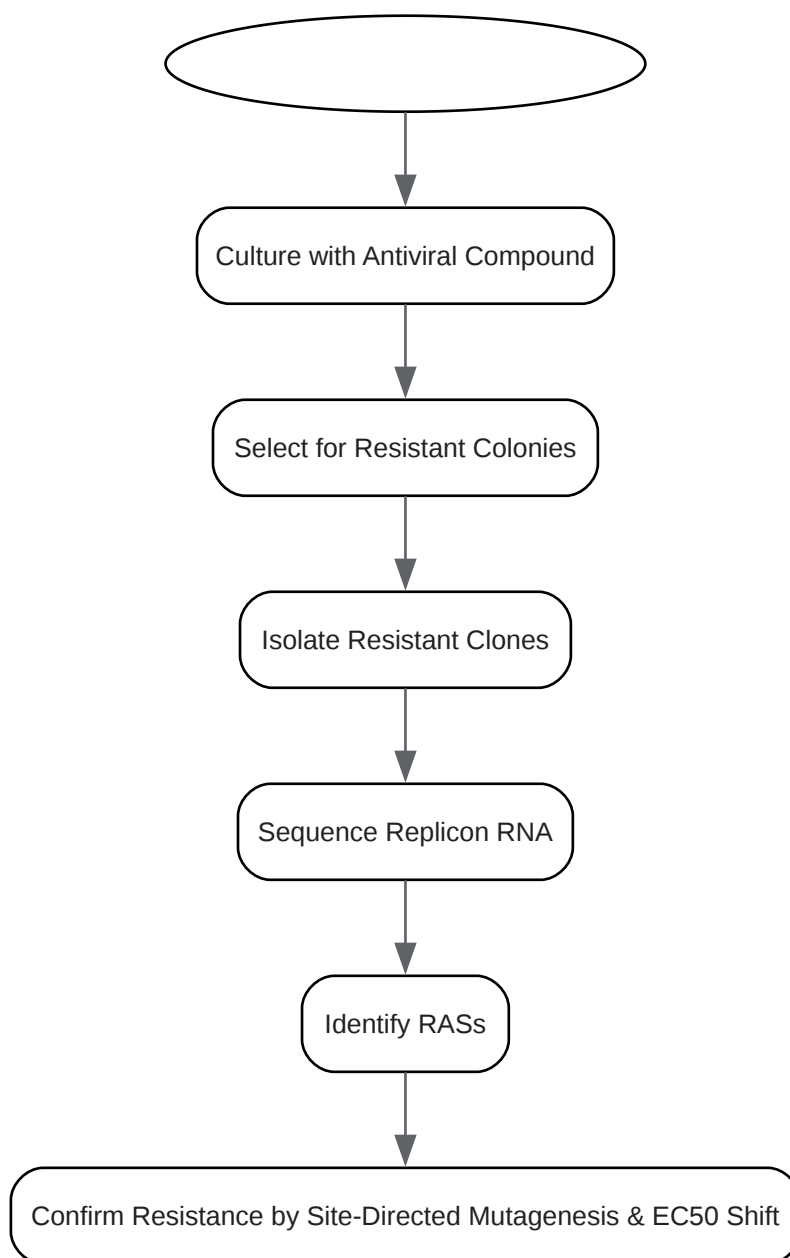 Culture with Antiviral Compound
Select for Resistant Colonies
Isolate Resistant Clones
Sequence Replicon RNA
Identify RASs
Confirm Resistance by Site-Directed Mutagenesis & EC50 Shift